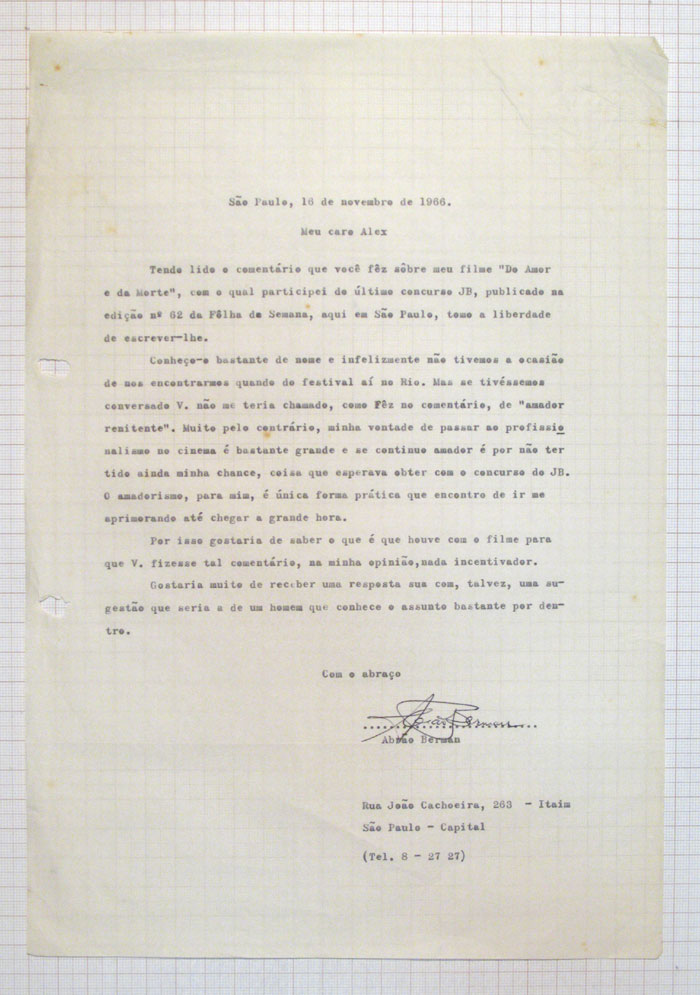 São Paulo, 16 de novembro de 1966.
Meu caro Alex
Tendo lido o comentário que você fêz sôbre meu filme "Do Amor
e da Morte", com o qual participei do último concurso JB, publicado na
edição nº 62 da Fôlha da Semana, aqui em São Paulo, tomo a liberdade
de escrever-lhe.
Conheço-o bastante de nome e infelizmente não tivemos a ocasião
de nos encontrarmos quando do festival aí no Rio. Mas se tivéssemos
conversado V. não me teria chamado, como Fêz no comentário, de "amador
renitente". Muito pelo contrário, minha vontade de passar ao profissio
nalismo no cinema é bastante grande e se continuo amador é por não ter
tido ainda minha chance, coisa que esperava obter com o concurso do JB.
O amadorismo, para mim, é única forma prática que encontro de ir me
aprimorando até chegar a grande hora.
Por isso gostaria de saber o que é que houve com o filme para
que V. fizesse tal comentário, na minha opinião,nada incentivador.
Gostaria muito de receber uma resposta sua com, talvez, uma su-
gestão que seria a de um homem que conhece o assunto bastante por den-
tro.
Com o abraço
Abrão Berman
Abrão Berman
Rua João Cachoeira, 263 - Itaim
São Paulo - Capital
(Tel. 8 - 27 27)